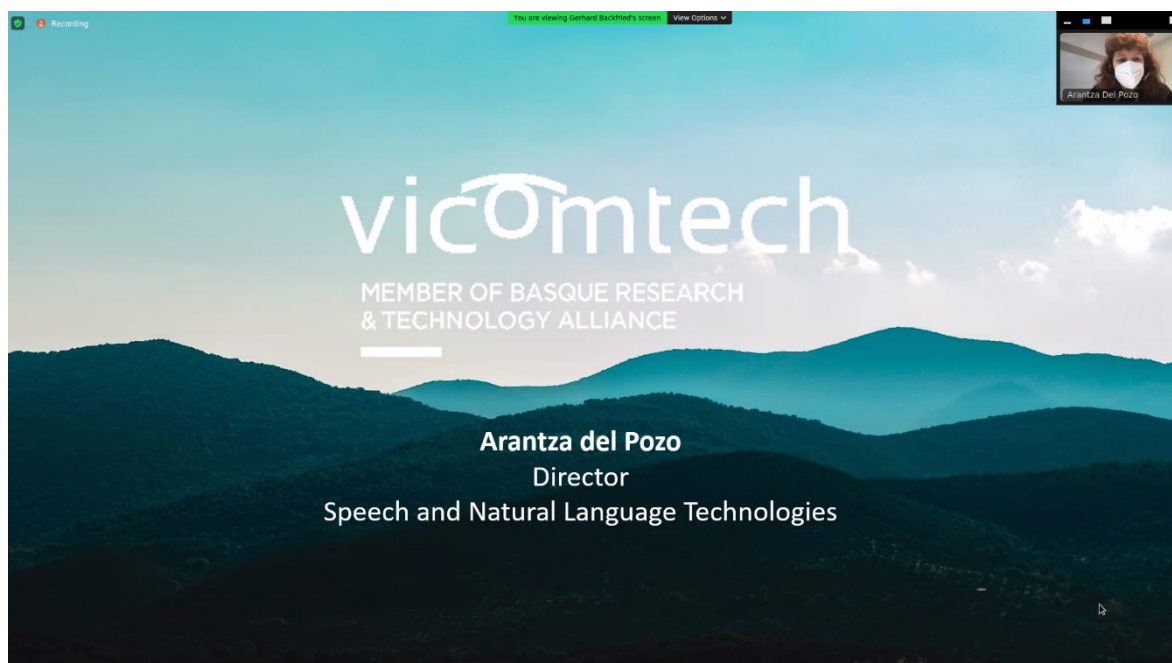 Recording
You are viewing Gerhard Backfried's screen View Options
Arantza Del Pozo
vicomtech
MEMBER OF BASQUE RESEARCH
& TECHNOLOGY ALLIANCE
Arantza del Pozo
Director
Speech and Natural Language Technologies